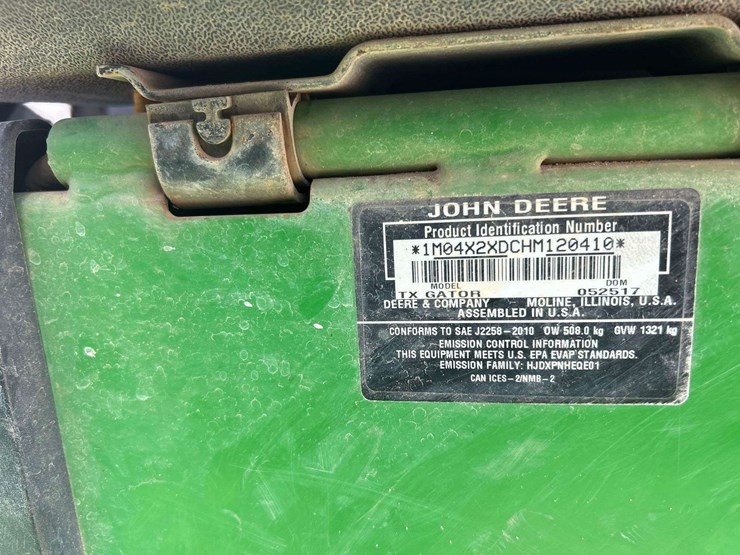 JOHN DEERE
Product Identification Number
*1M04X2XDCHM120410*
MODEL DOM
TX GATOR 052517
DEERE & COMPANY MOLINE, ILLINOIS, U.S.A.
ASSEMBLED IN U.S.A.
CONFORMS TO SAE J2258-2010 OW 508.0 kg GVW 1321 kg
EMISSION CONTROL INFORMATION
THIS EQUIPMENT MEETS U.S. EPA EVAP STANDARDS.
EMISSION FAMILY: HJDXPNHEQE01
CAN ICES-2/NMB-2